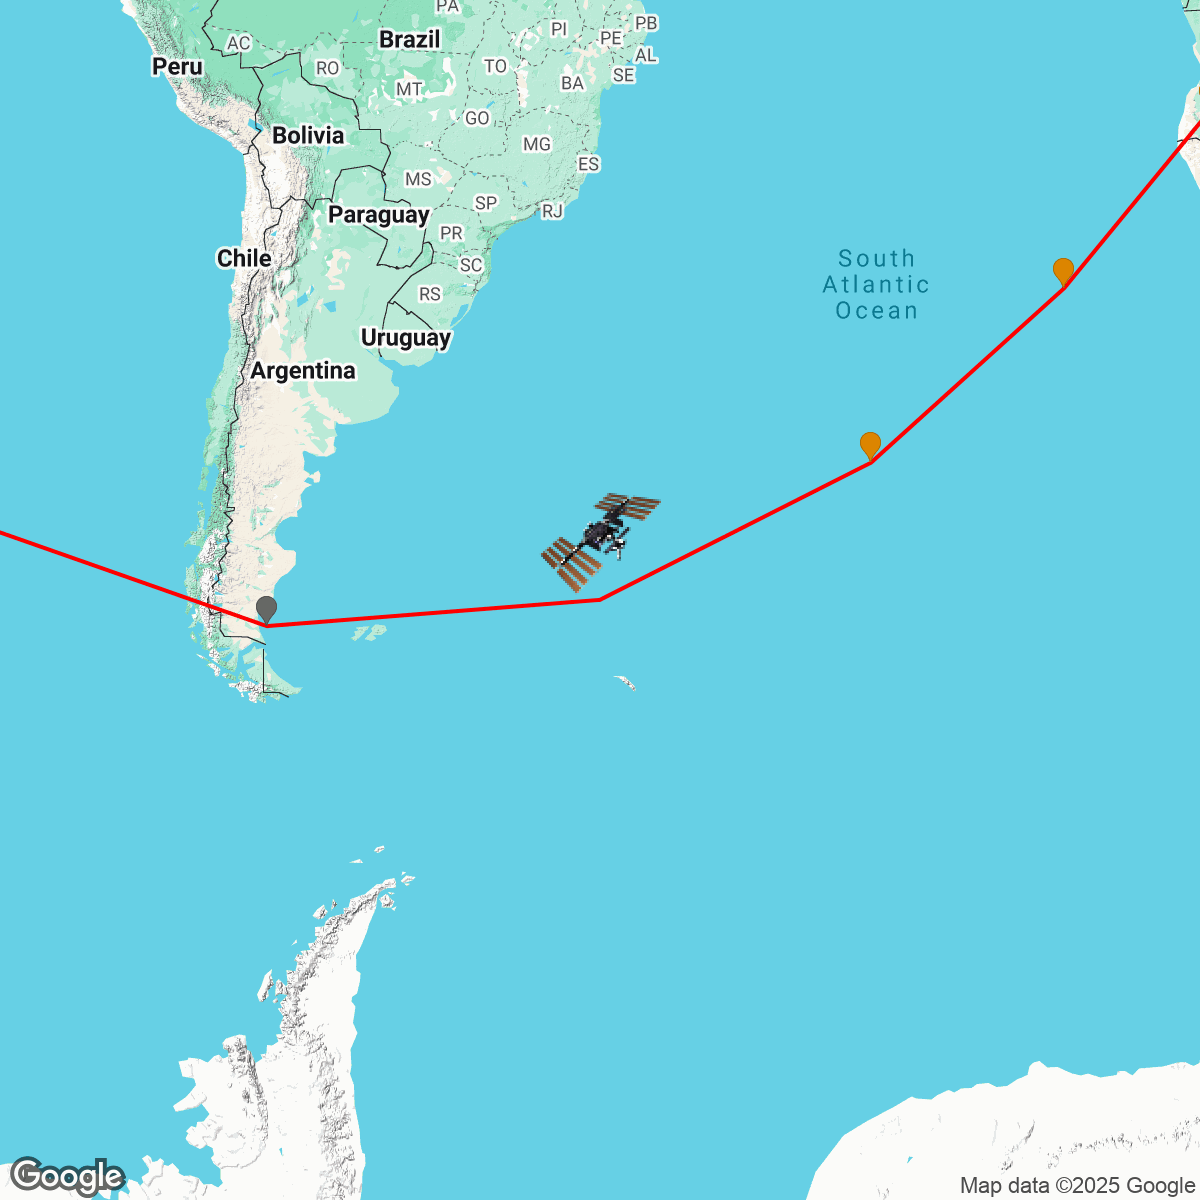 PA
Brazil
PI
PB
PE
AC
AL
Peru
RO
TO
SE
MT
BA
GO
Bolivia
MG
ES
MS
SP
Paraguay
RJ
PR
Chile
SC
South
Atlantic
Ocean
RS
Uruguay
Argentina
Google
Map data ©2025 Google